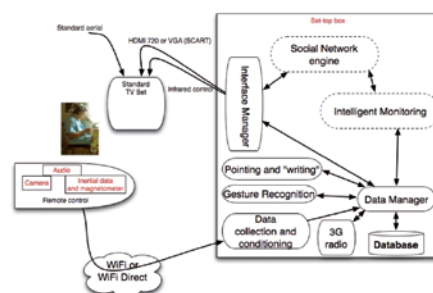 Set-top box
Standard aerial
HDMI 720 or VGA (SCART)
Infrared control
Standard
TV Set
Interface Manager
Social Network
engine
Intelligent Monitoring
Audio
Camera
Inertial data
and magnetometer
Remote control
Pointing and "writing"
Gesture Recognition
Data Manager
Data
collection and
conditioning
3G
radio
Database
WiFi or
WiFi Direct